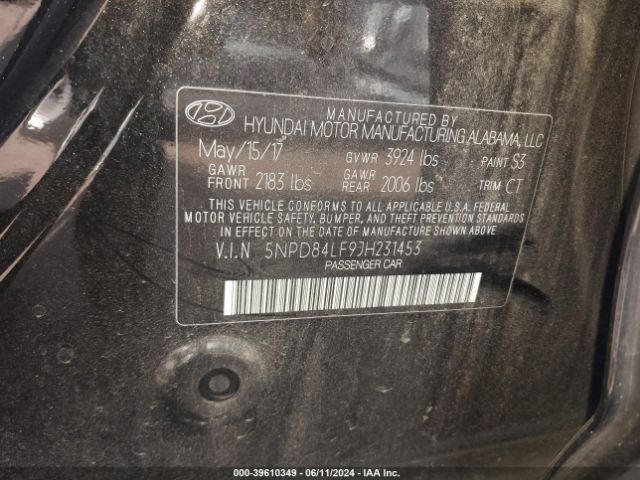 MANUFACTURED BY
HYUNDAI MOTOR MANUFACTURING ALABAMA, LLC
May/15/17 GVWR 3924 lbs PAINT S3
GAWR FRONT 2183 lbs GAWR REAR 2006 lbs TRIM CT
THIS VEHICLE CONFORMS TO ALL APPLICABLE U.S.A. FEDERAL
MOTOR VEHICLE SAFETY, BUMPER, AND THEFT PREVENTION STANDARDS
IN EFFECT ON THE DATE OF MANUFACTURE SHOWN ABOVE
V.I.N 5NPD84LF9JH231453
PASSENGER CAR
000-39610349 - 06/11/2024 - IAA Inc.